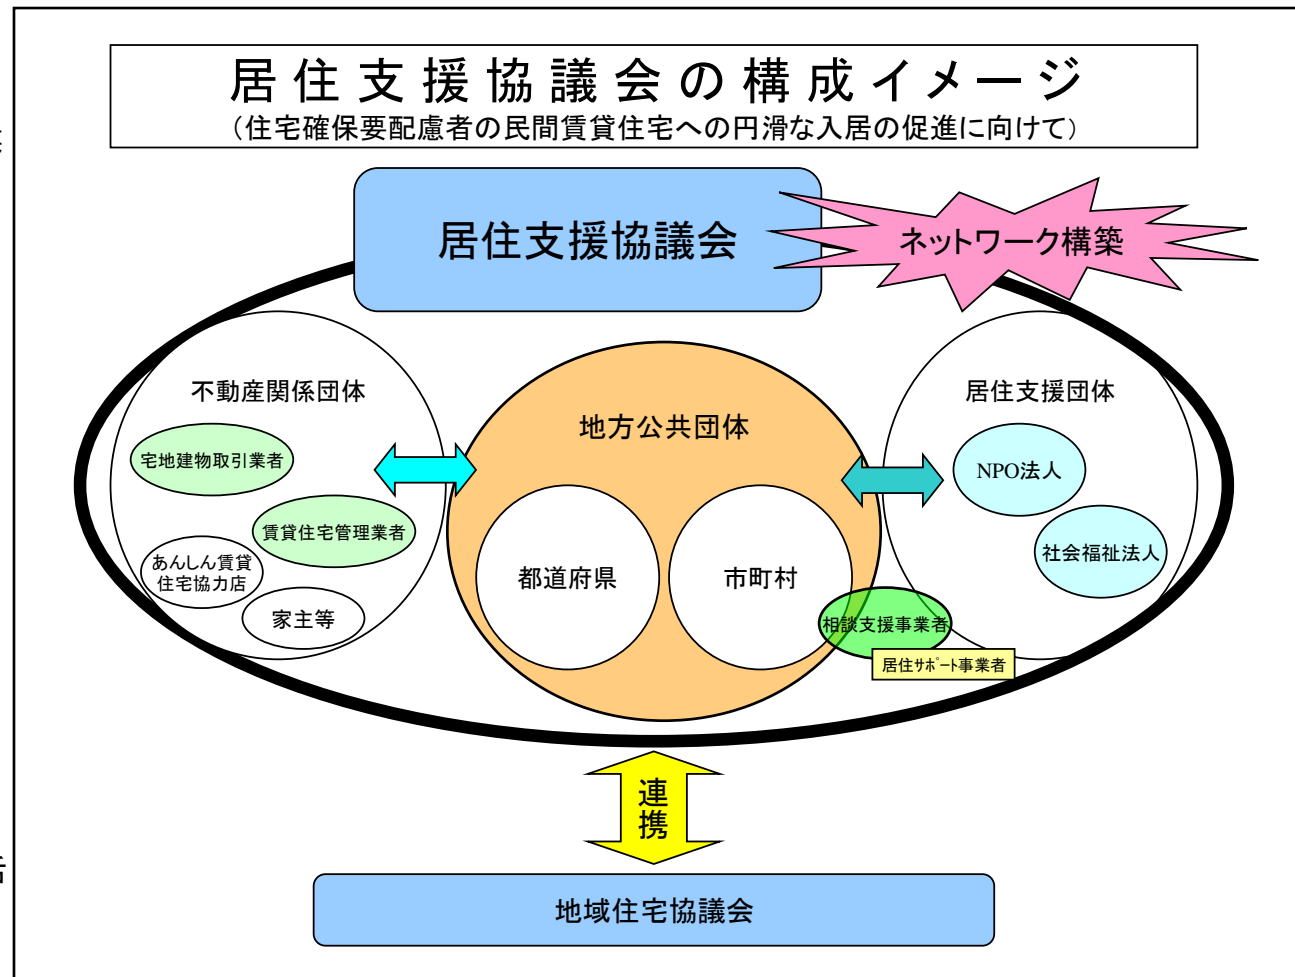 居住支援協議会の構成イメージ
（住宅確保要配慮者の民間賃貸住宅への円滑な入居の促進に向けて）
居住支援協議会
ネットワーク構築
不動産関係団体
宅地建物取引業者
賃貸住宅管理業者
あんしん賃貸
住宅協力店
家主等
地方公共団体
都道府県
市町村
居住支援団体
NPO法人
社会福祉法人
相談支援事業者
居住ｻﾎﾟｰﾄ事業者
連
携
地域住宅協議会